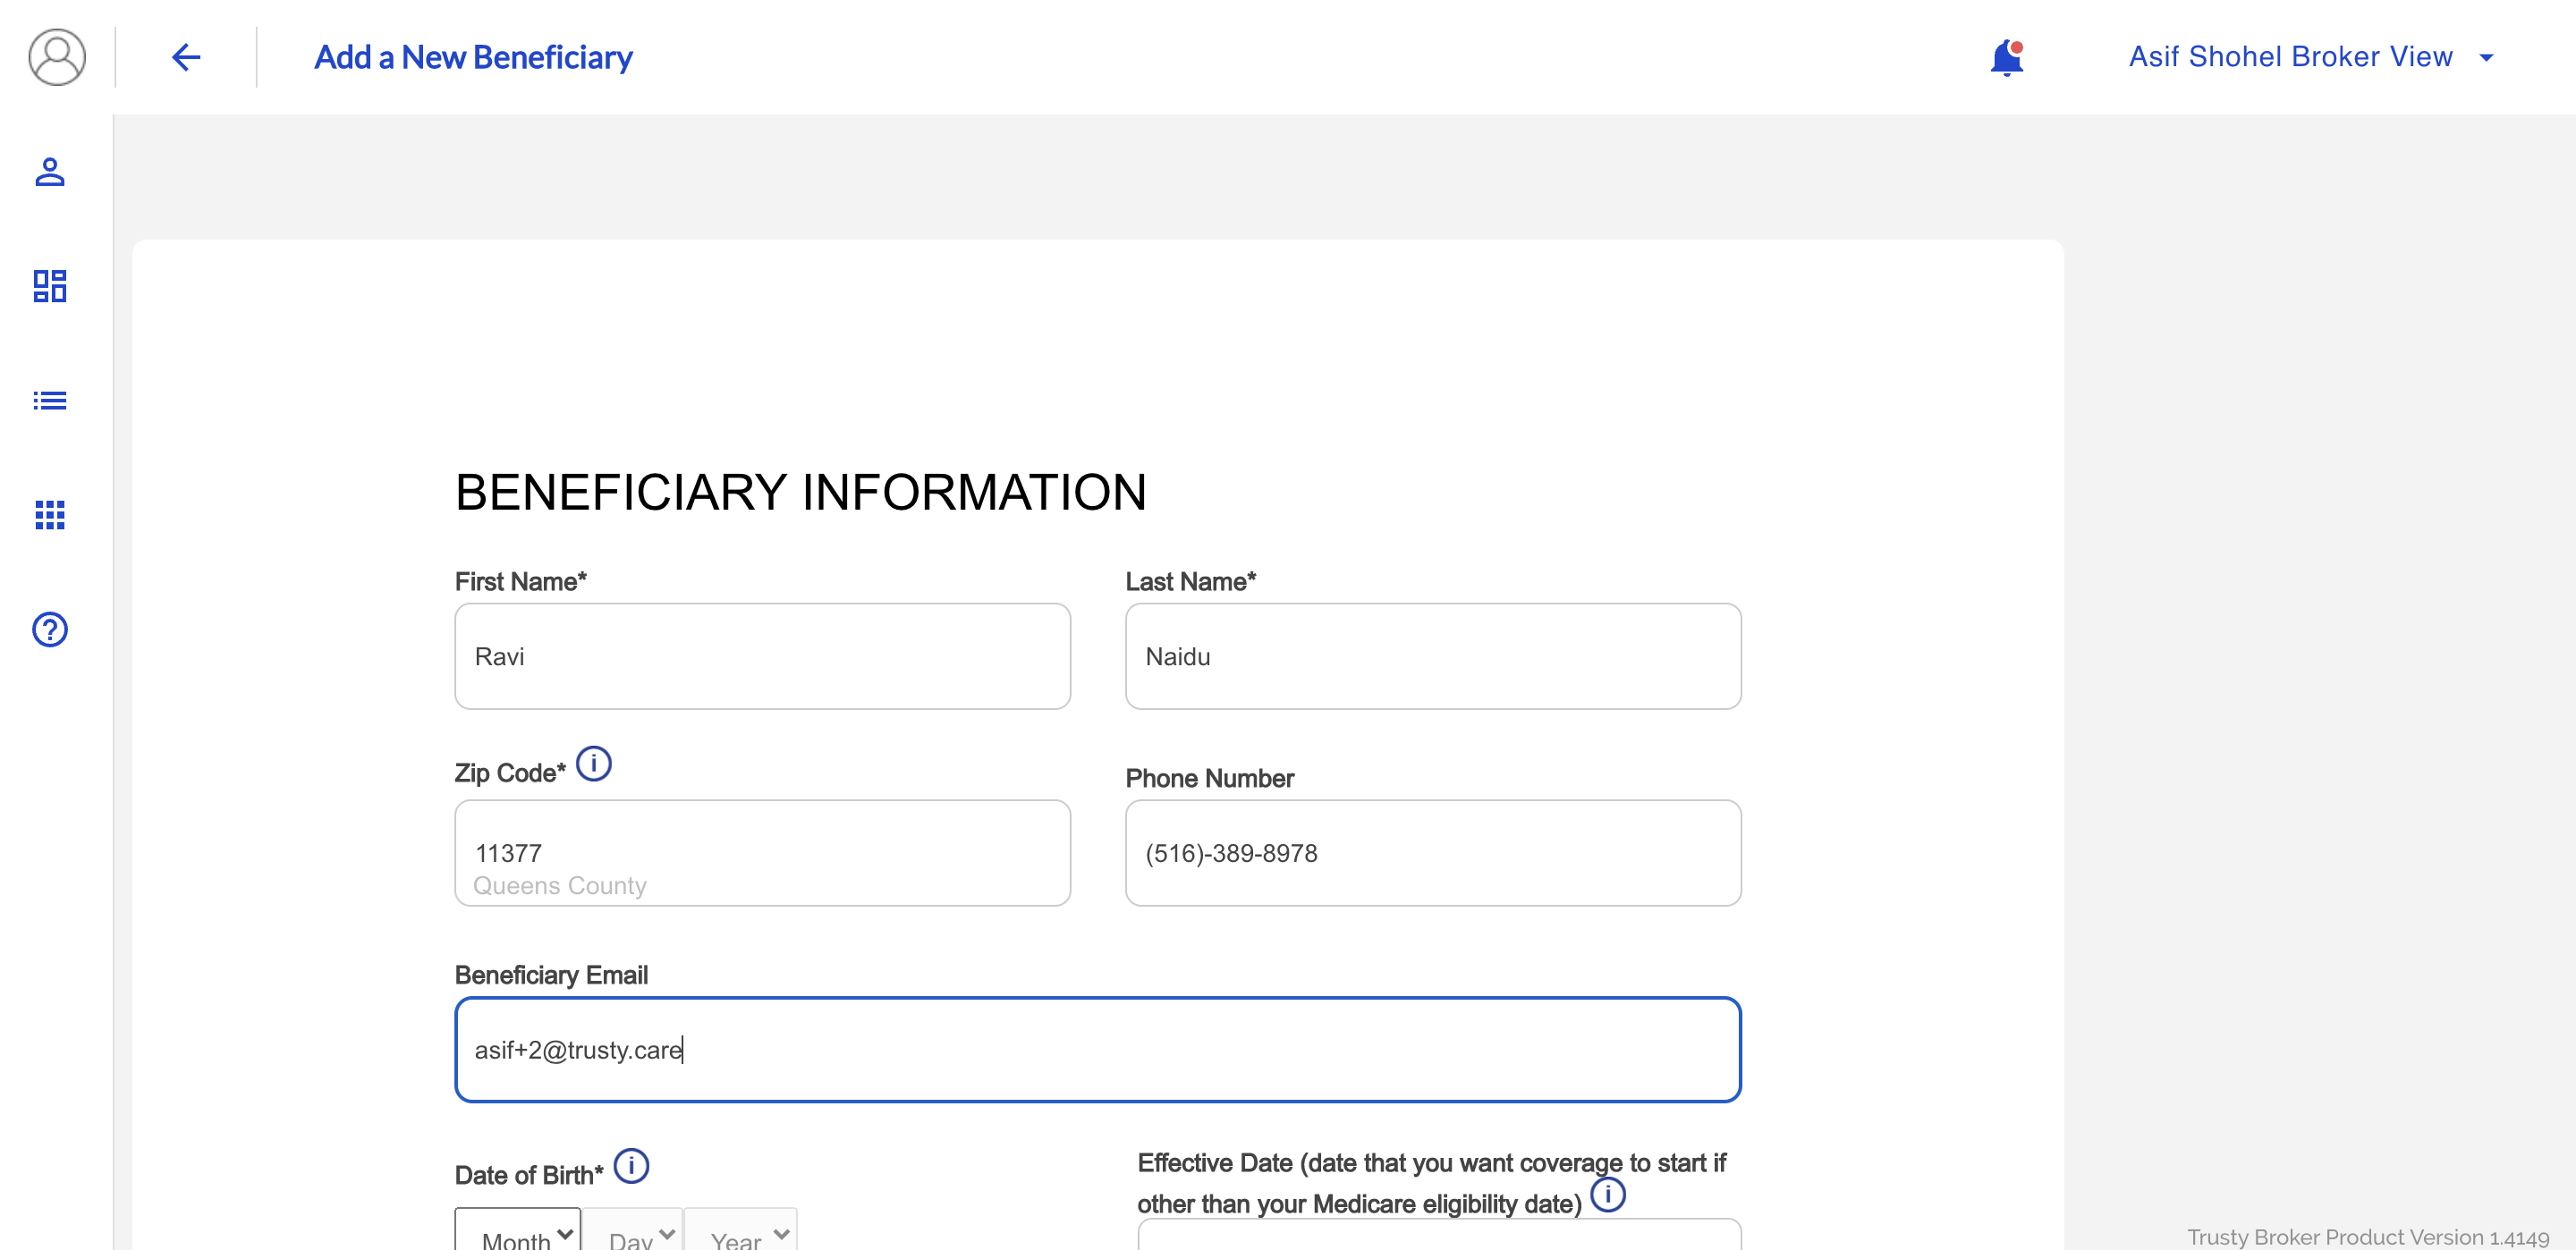 Add a New Beneficiary
Asif Shohel Broker View
BENEFICIARY INFORMATION
First Name*
Last Name*
Ravi
Naidu
Zip Code* i
Phone Number
11377
Queens County
(516)-389-8978
Beneficiary Email
asif+2@trusty.care
Date of Birth* i
Effective Date (date that you want coverage to start if
other than your Medicare eligibility date) i
Month
Day
Year
Trusty Broker Product Version 1.4149